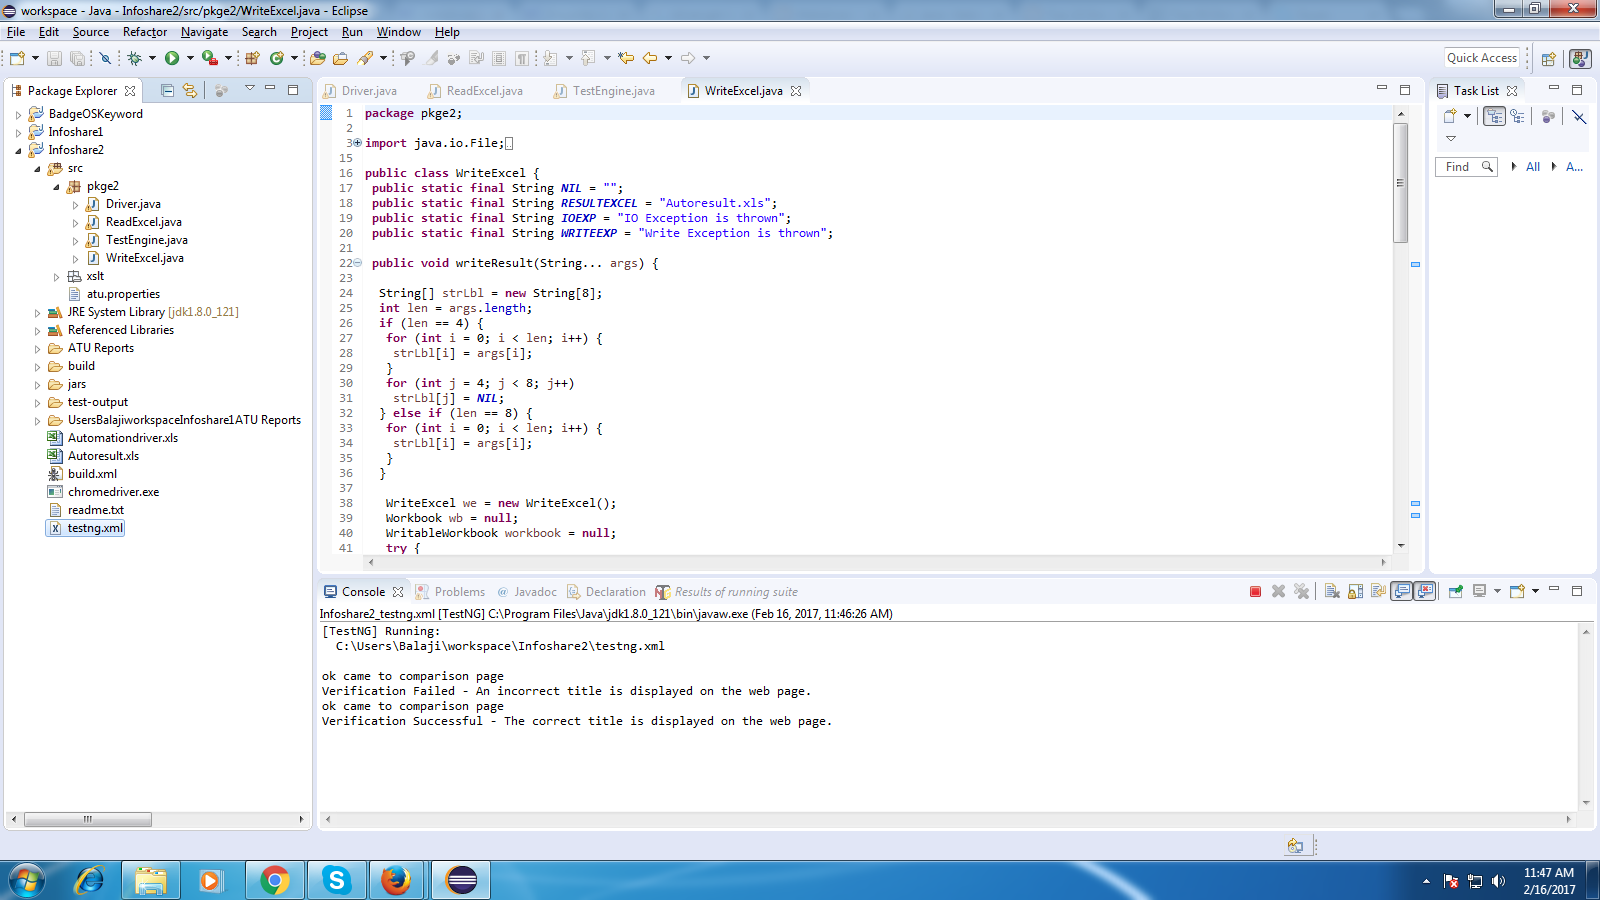 workspace - Java - Infoshare2/src/pkge2/WriteExcel.java - Eclipse
File Edit Source Refactor Navigate Search Project Run Window Help
Quick Access
Package Explorer
BadgeOSKeyword
Infoshare1
Infoshare2
src
pkge2
Driver.java
ReadExcel.java
TestEngine.java
WriteExcel.java
xslt
atu.properties
JRE System Library [jdk1.8.0_121]
Referenced Libraries
ATU Reports
build
jars
test-output
UsersBalajiworkspaceInfoshare1ATU Reports
Automationdriver.xls
Autoresult.xls
build.xml
chromedriver.exe
readme.txt
testng.xml
Driver.java ReadExcel.java TestEngine.java WriteExcel.java
1 package pkge2;
2
3 import java.io.File;
15
16 public class WriteExcel {
17 public static final String NIL = "";
18 public static final String RESULTEXCEL = "Autoresult.xls";
19 public static final String IOEXP = "IO Exception is thrown";
20 public static final String WRITEEXP = "Write Exception is thrown";
21
22 public void writeResult(String... args) {
23
24 String[] strLbl = new String[8];
25 int len = args.length;
26 if (len == 4) {
27 for (int i = 0; i < len; i++) {
28 strLbl[i] = args[i];
29 }
30 for (int j = 4; j < 8; j++)
31 strLbl[j] = NIL;
32 } else if (len == 8) {
33 for (int i = 0; i < len; i++) {
34 strLbl[i] = args[i];
35 }
36 }
37
38 WriteExcel we = new WriteExcel();
39 Workbook wb = null;
40 WritableWorkbook workbook = null;
41 try {
Task List
Find All A...
Console Problems Javadoc Declaration Results of running suite
Infoshare2_testng.xml [TestNG] C:\Program Files\Java\jdk1.8.0_121\bin\javaw.exe (Feb 16, 2017, 11:46:26 AM)
[TestNG] Running:
C:\Users\Balaji\workspace\Infoshare2\testng.xml
ok came to comparison page
Verification Failed - An incorrect title is displayed on the web page.
ok came to comparison page
Verification Successful - The correct title is displayed on the web page.
11:47 AM
2/16/2017